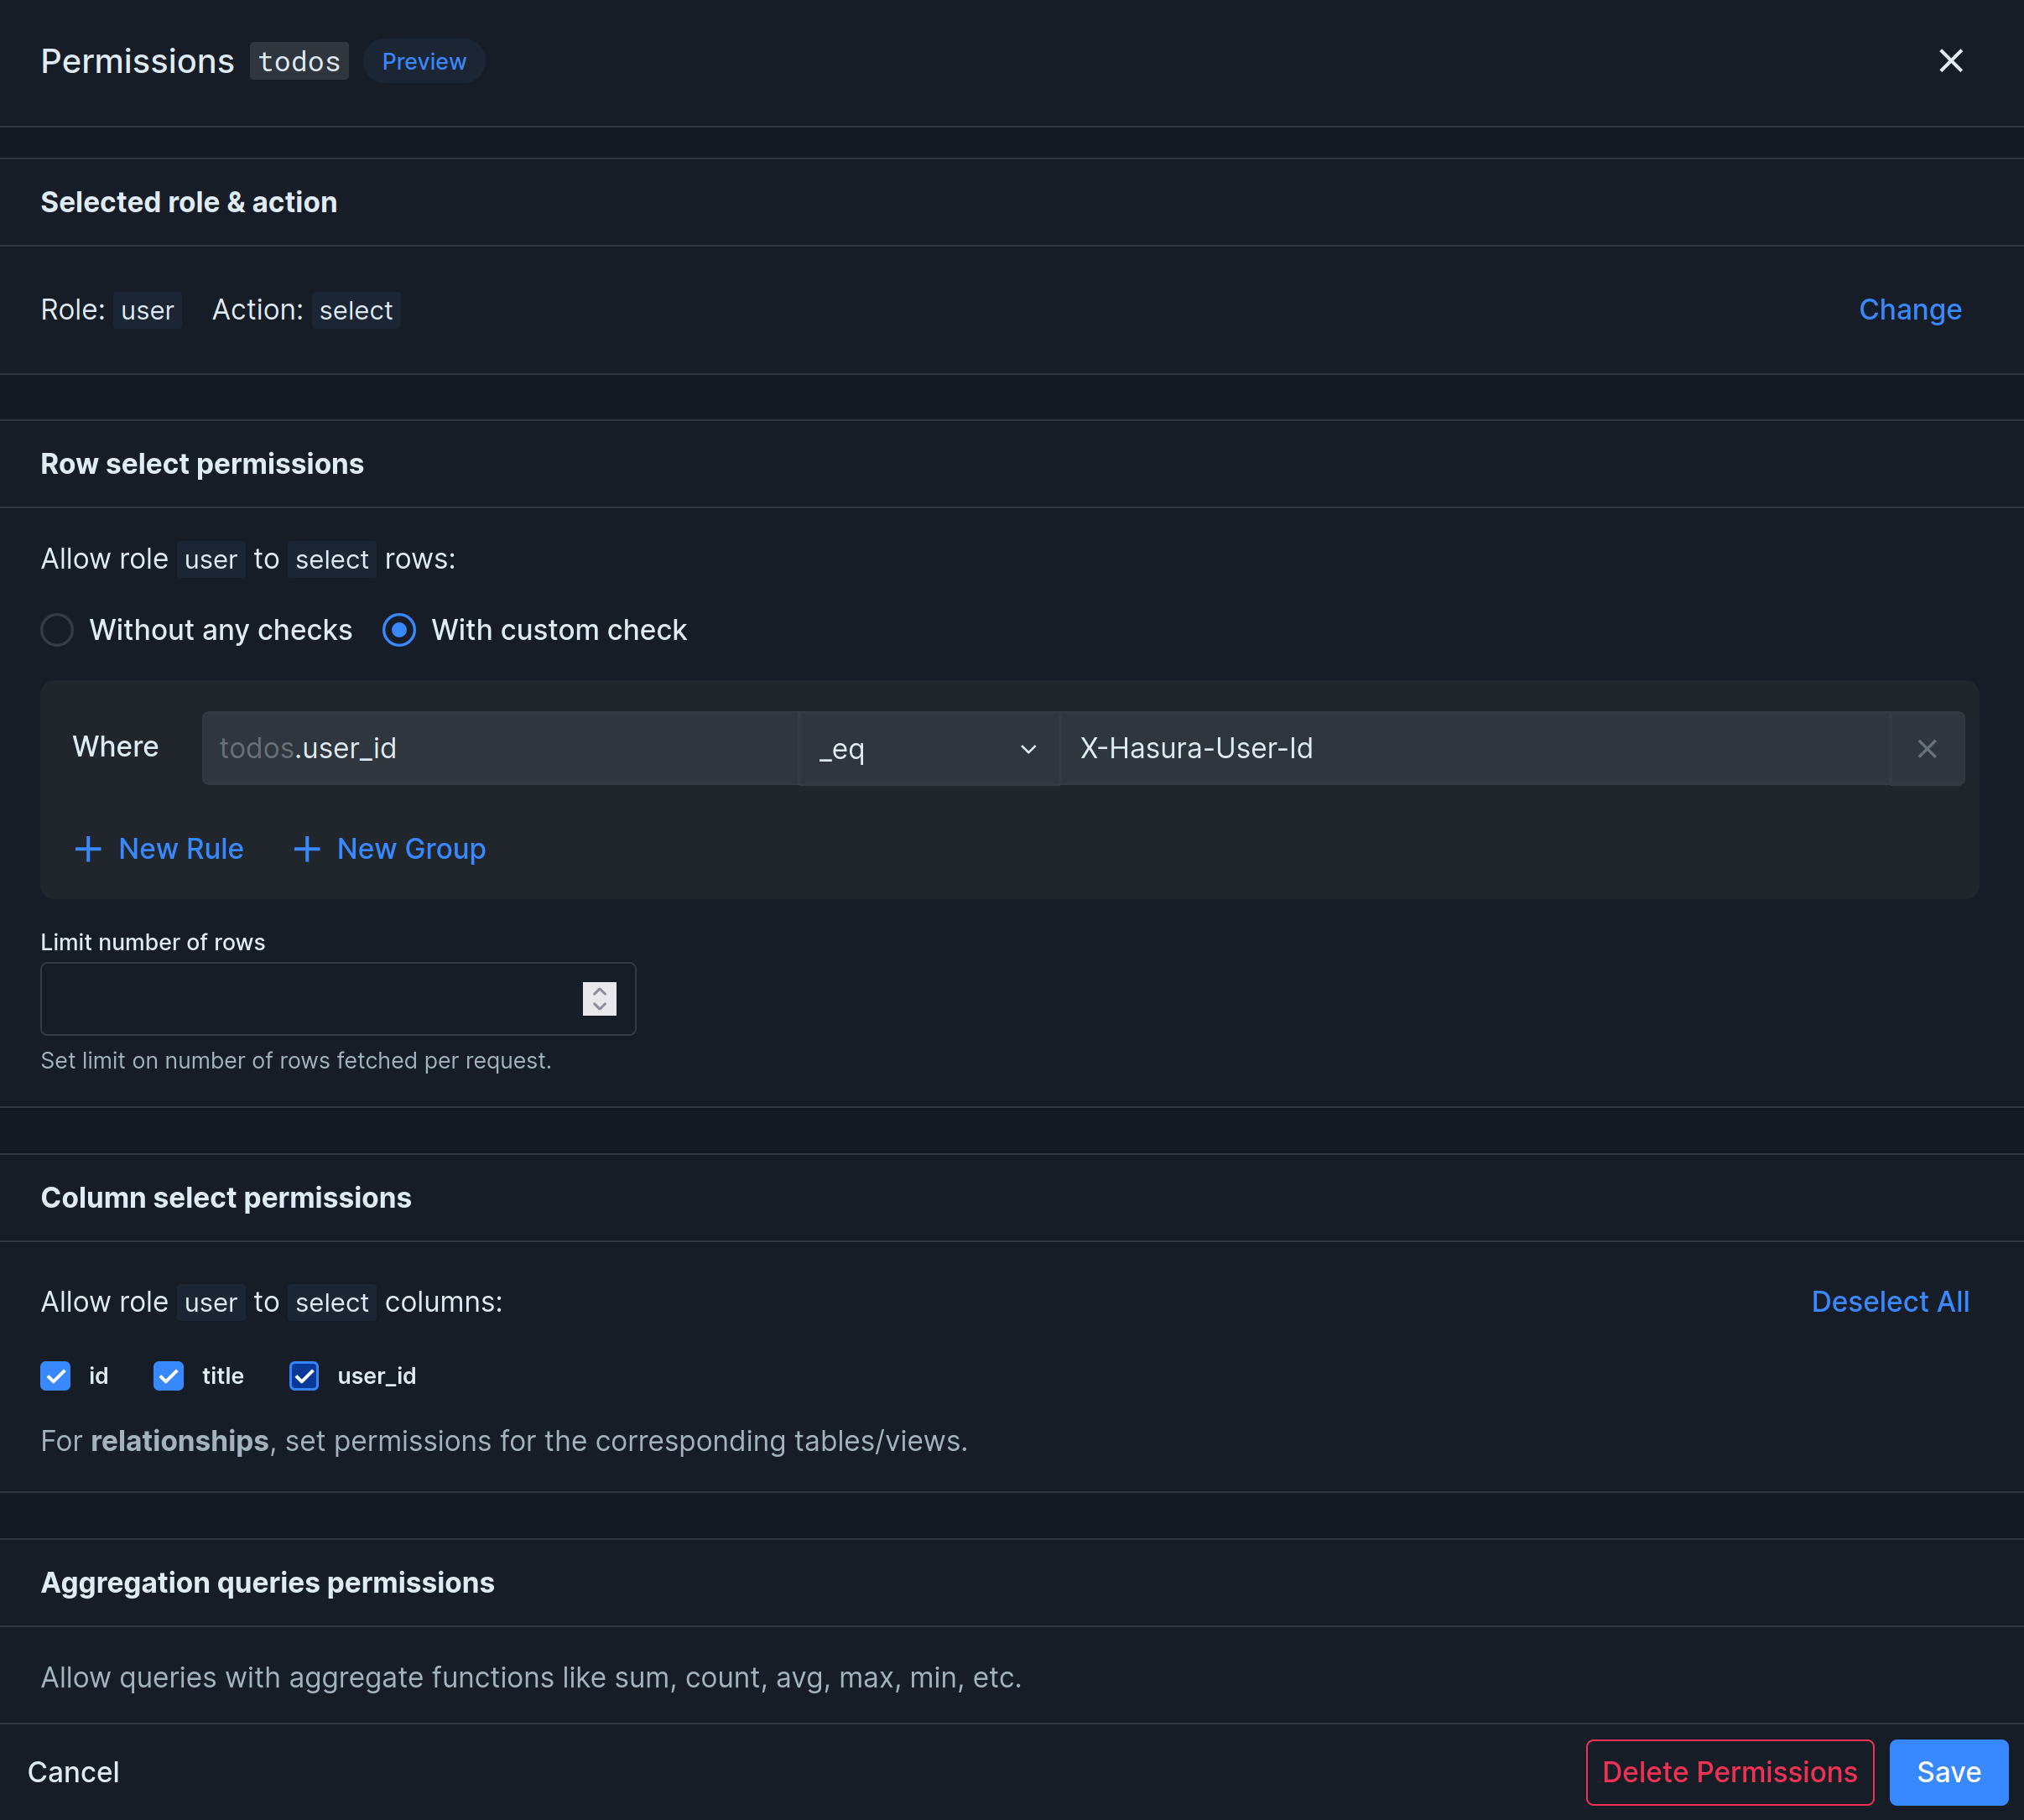 Permissions todos Preview
Selected role & action
Role: user Action: select Change
Row select permissions
Allow role user to select rows:
Without any checks With custom check
Where todos.user_id _eq X-Hasura-User-Id
New Rule New Group
Limit number of rows
Set limit on number of rows fetched per request.
Column select permissions
Allow role user to select columns: Deselect All
id title user_id
For relationships, set permissions for the corresponding tables/views.
Aggregation queries permissions
Allow queries with aggregate functions like sum, count, avg, max, min, etc.
Cancel Delete Permissions Save